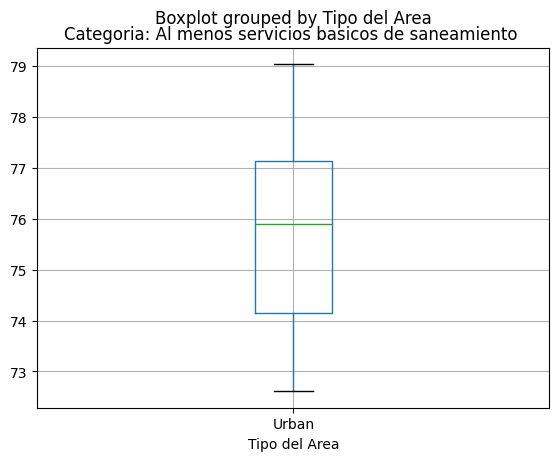 Boxplot grouped by Tipo del Area
Categoria: Al menos servicios basicos de saneamiento
79
78
77
76
75
74
73
Urban
Tipo del Area